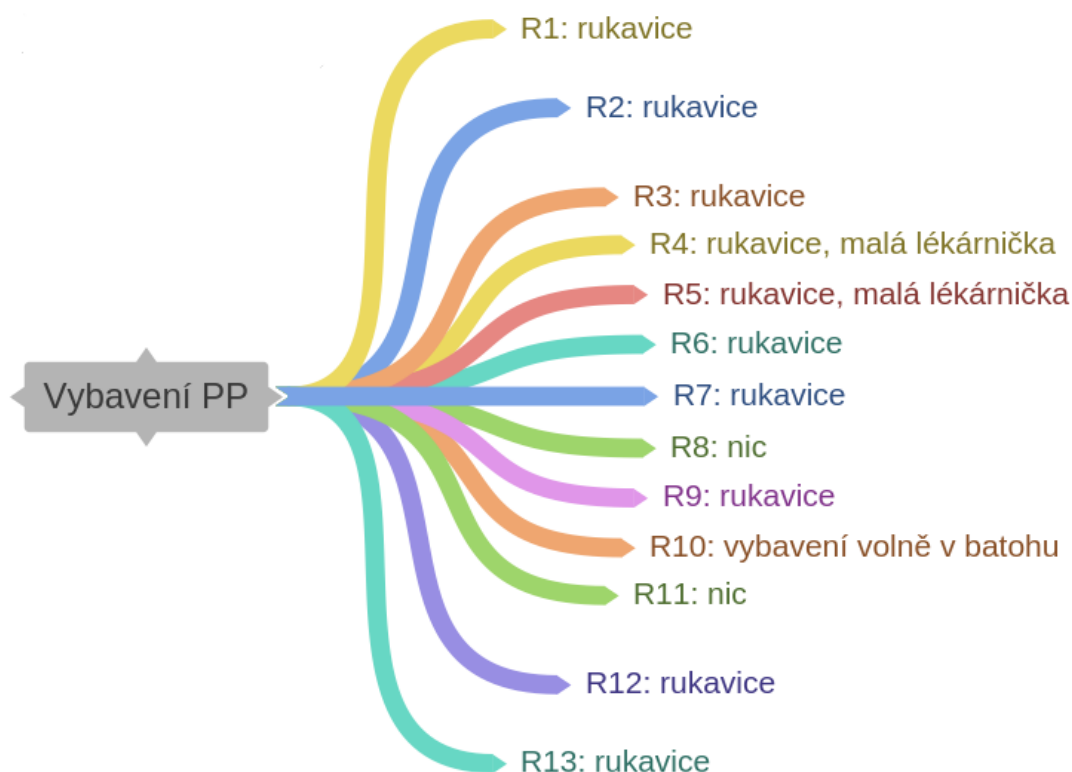 R1: rukavice
R2: rukavice
R3: rukavice
R4: rukavice, malá lékárnička
R5: rukavice, malá lékárnička
R6: rukavice
Vybavení PP
R7: rukavice
R8: nic
R9: rukavice
R10: vybavení volně v batohu
R11: nic
R12: rukavice
R13: rukavice